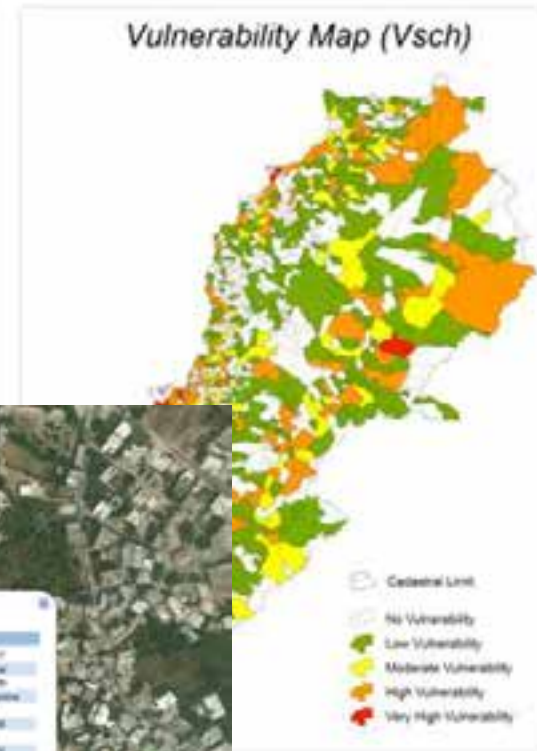 Vulnerability Map (Vsch)
Cadastral Limit
No Vulnerability
Low Vulnerability
Moderate Vulnerability
High Vulnerability
Very High Vulnerability